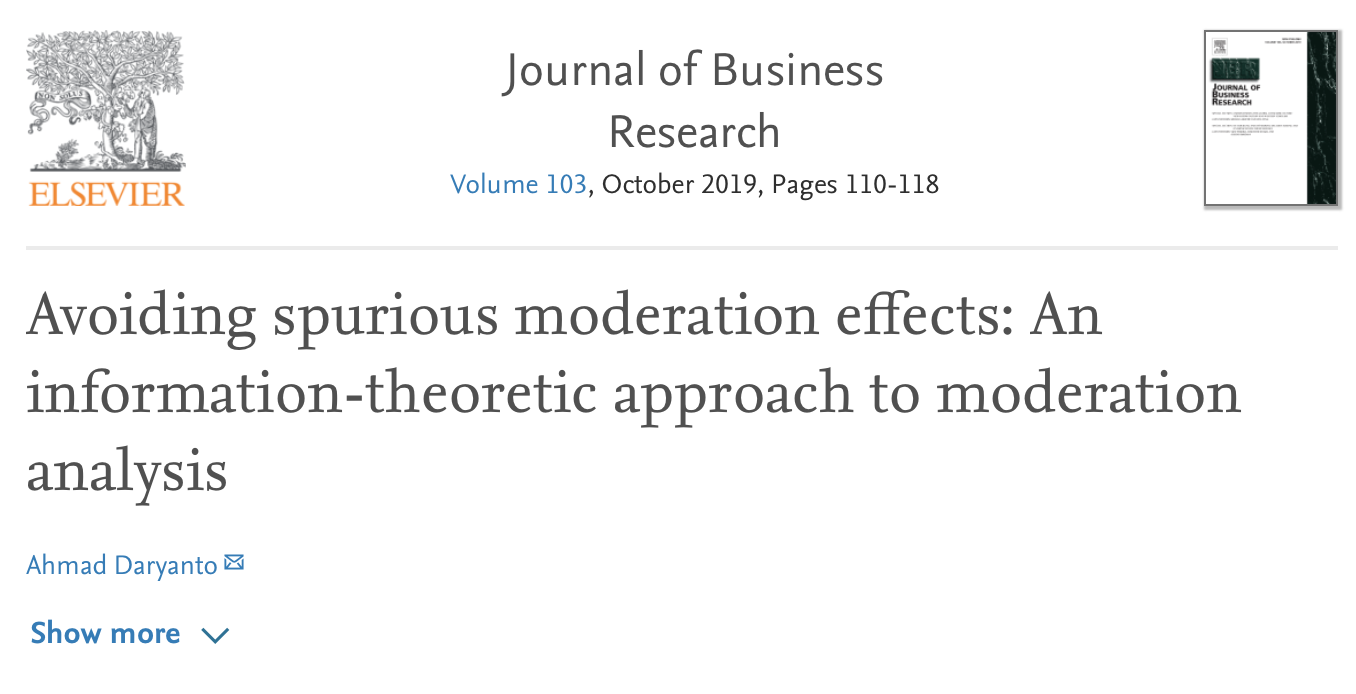 Journal of Business
Research
Volume 103, October 2019, Pages 110-118
ELSEVIER
JOURNAL OF
BUSINESS
RESEARCH
Avoiding spurious moderation effects: An
information-theoretic approach to moderation
analysis
Ahmad Daryanto
Show more